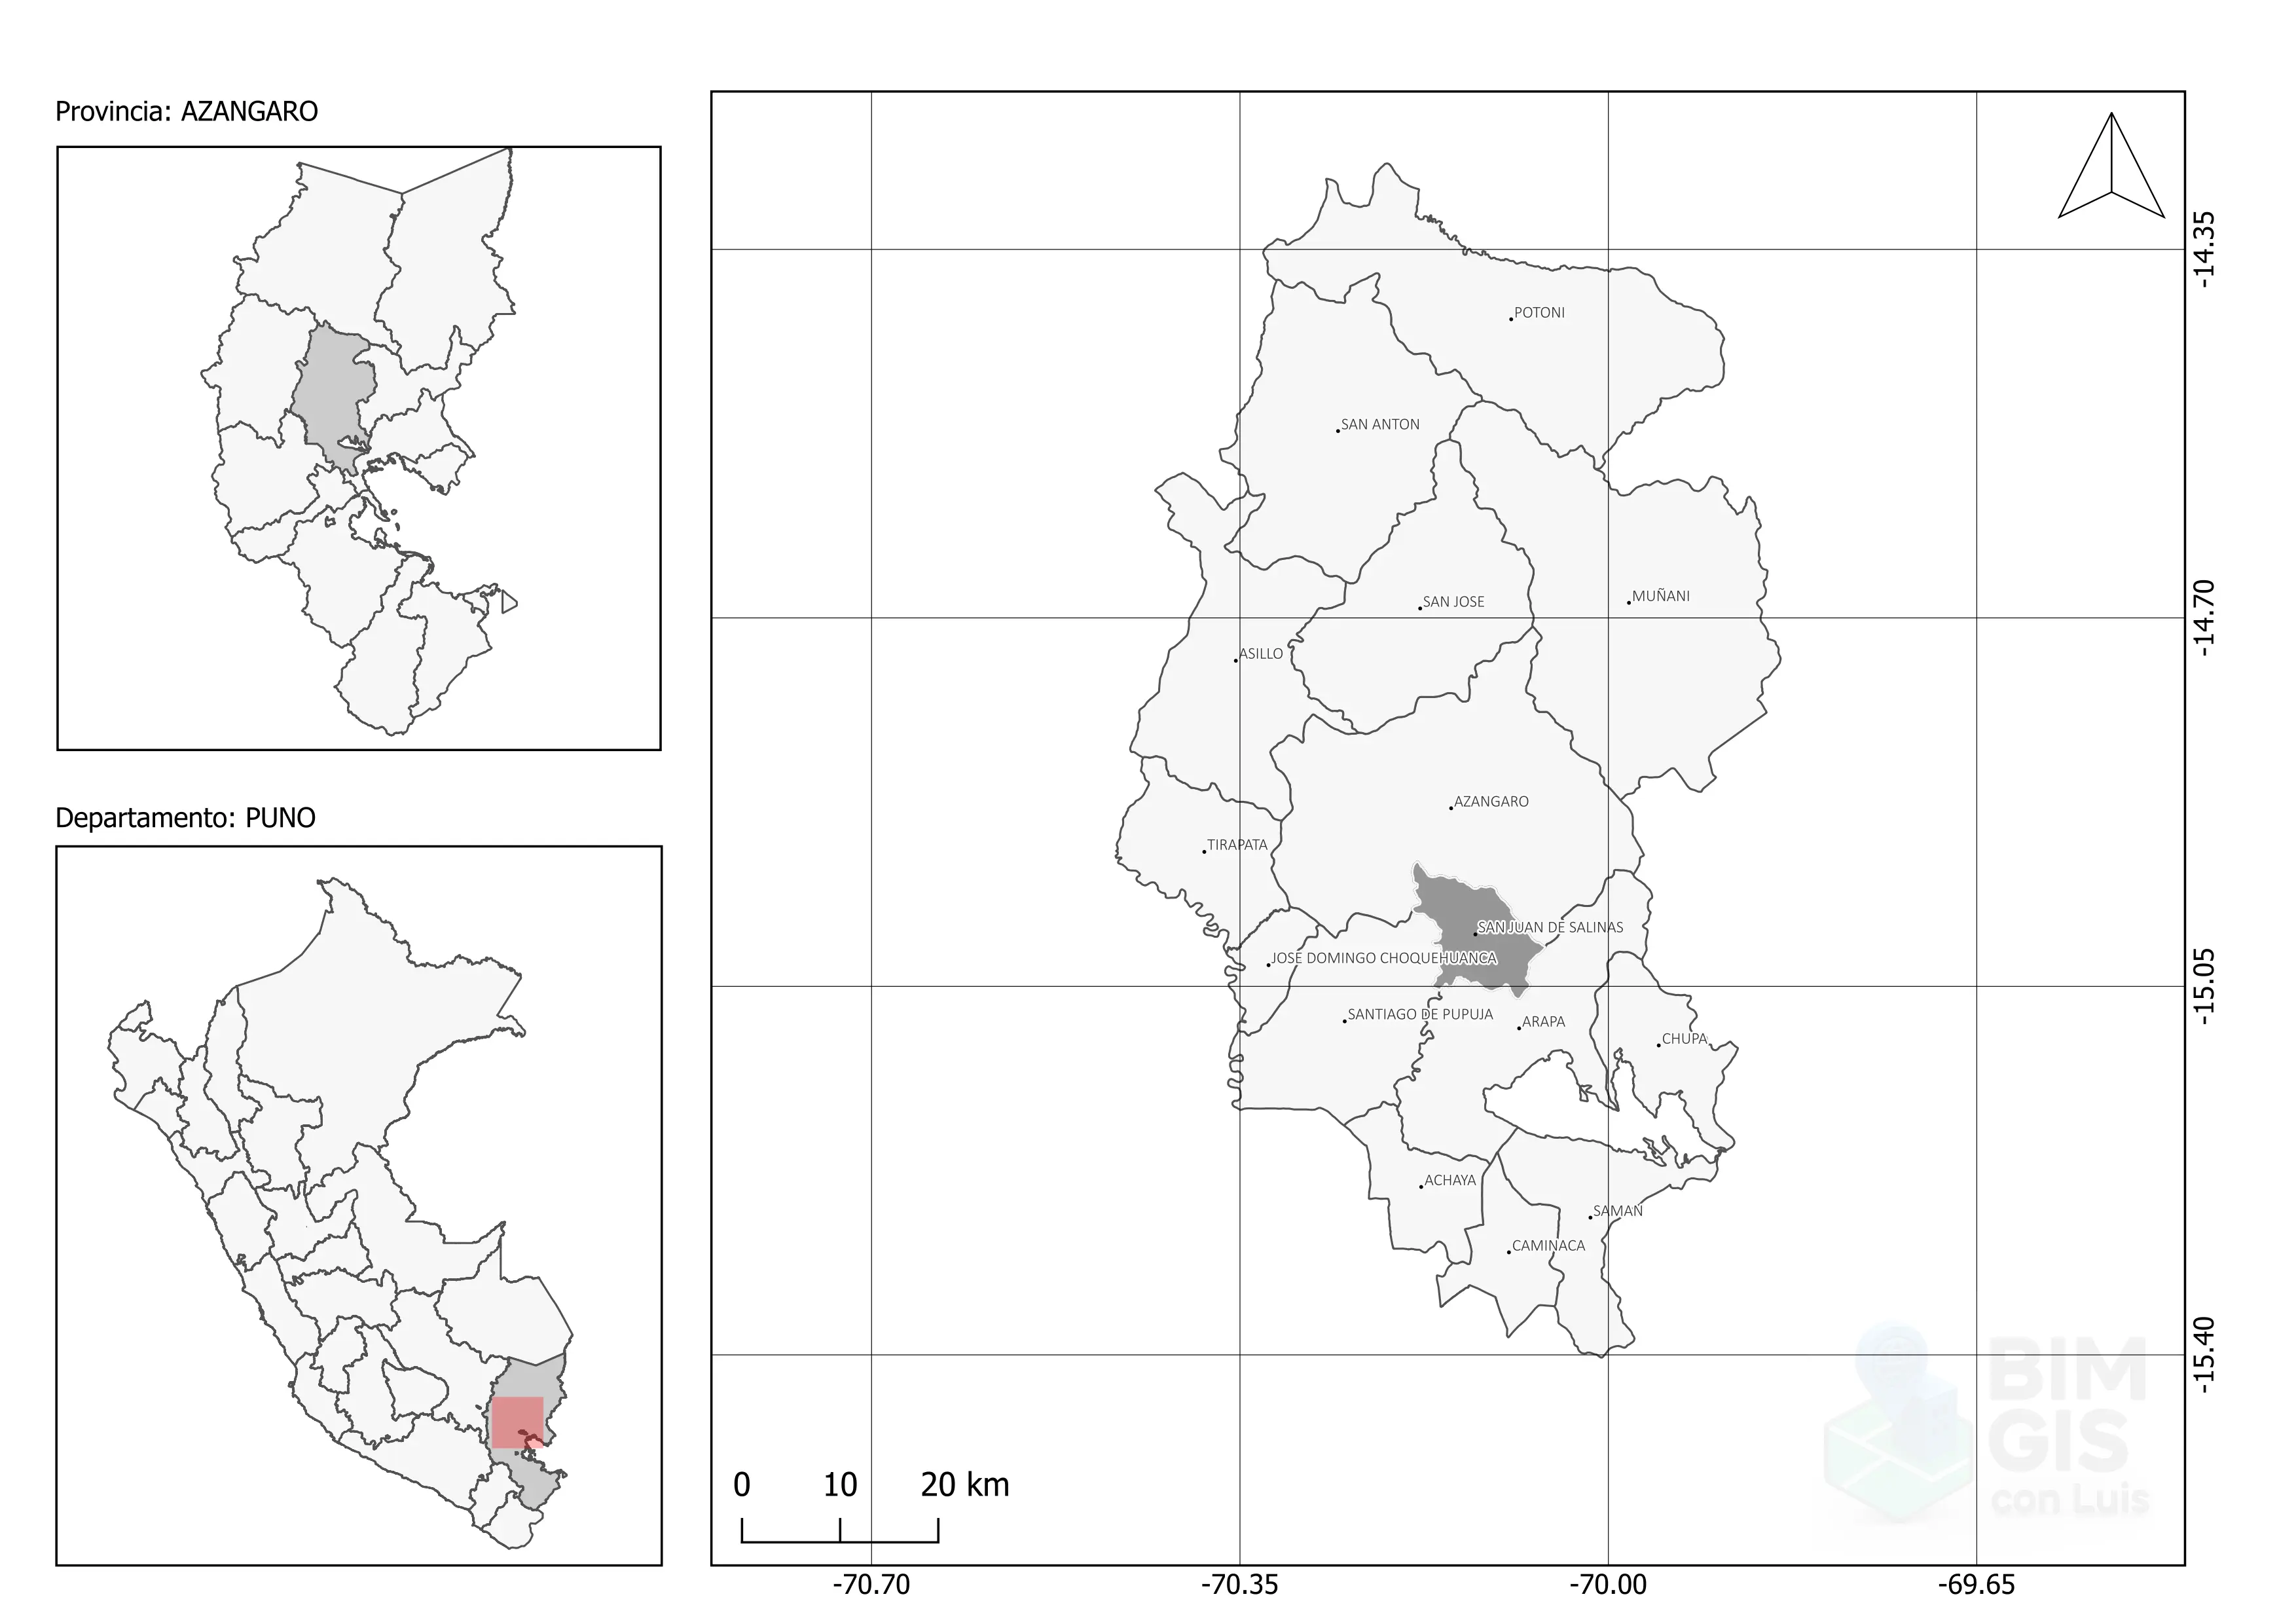 Provincia: AZANGARO
Departamento: PUNO
POTONI
SAN ANTON
SAN JOSE
MUÑANI
ASILLO
AZANGARO
TIRAPATA
SAN JUAN DE SALINAS
JOSE DOMINGO CHOQUEHUANCA
SANTIAGO DE PUPUJA
ARAPA
CHUPA
ACHAYA
SAMAN
CAMINACA
-14.35
-14.70
-15.05
-15.40
0 10 20 km
-70.70 -70.35 -70.00 -69.65
BIM
GIS
con Luis